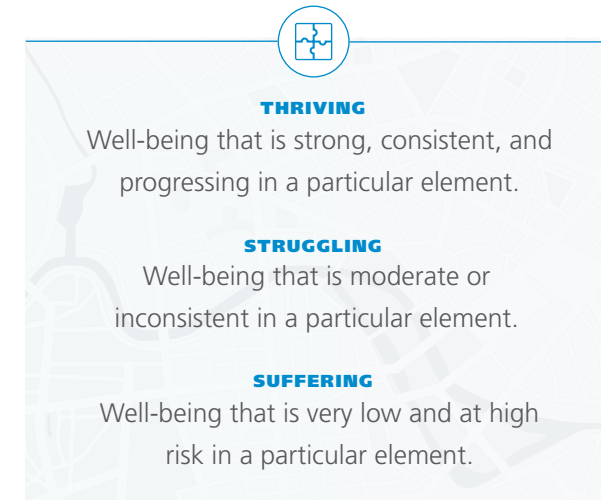 THRIVING
Well-being that is strong, consistent, and
progressing in a particular element.
STRUGGLING
Well-being that is moderate or
inconsistent in a particular element.
SUFFERING
Well-being that is very low and at high
risk in a particular element.